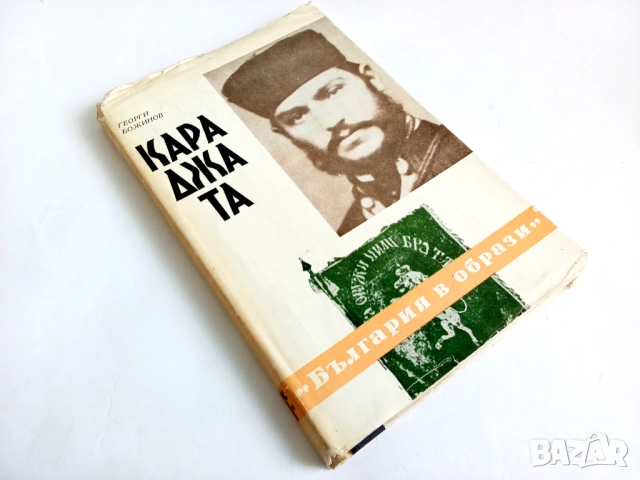 ГЕОРГИ
БОЖИНОВ
КАРА
ДЖА
ТА
„България в образи“
BAZAR